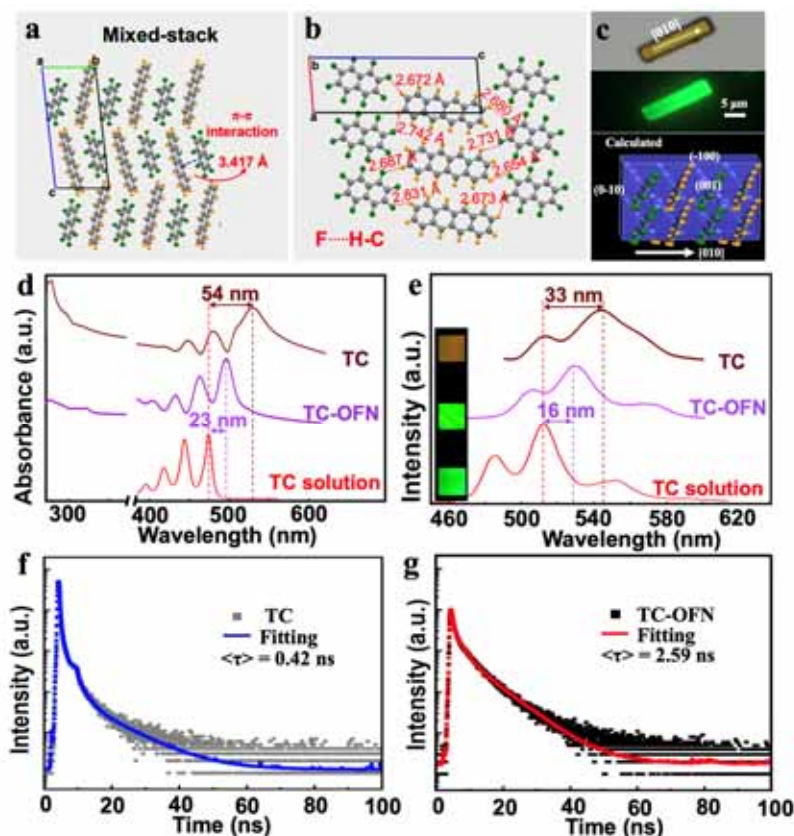 a
Mixed-stack
a
b
π-π
interaction
3.417 Å
c
b
b
c
a
2.672 Å
2.742 Å
2.731 Å
2.687 Å
2.831 Å
2.673 Å
F······H-C
c
[010]
5 μm
Calculated
(-100)
(0-10)
(001)
[010]
d
54 nm
TC
TC-OFN
23 nm
TC solution
Absorbance (a.u.)
300 400 500 600
Wavelength (nm)
e
33 nm
TC
TC-OFN
16 nm
TC solution
Intensity (a.u.)
460 500 540 580 620
Wavelength (nm)
f
TC
Fitting
<τ> = 0.42 ns
Intensity (a.u.)
0 20 40 60 80 100
Time (ns)
g
TC-OFN
Fitting
<τ> = 2.59 ns
Intensity (a.u.)
0 20 40 60 80 100
Time (ns)